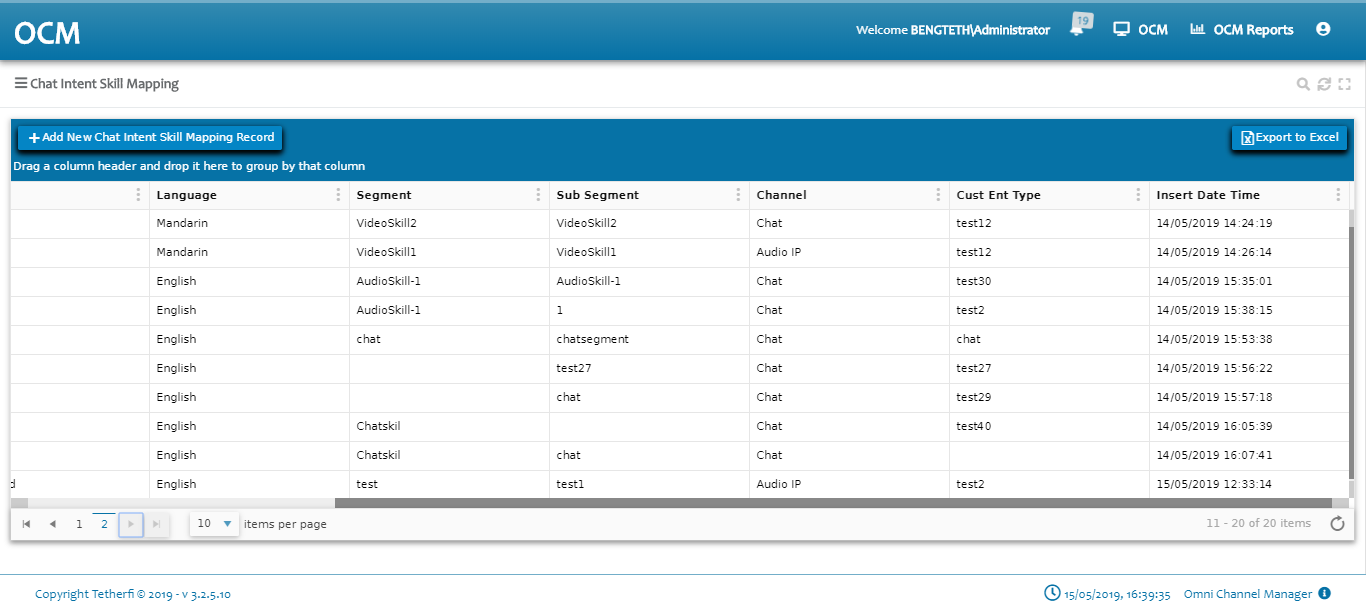 OCM
Welcome BENGTETH\Administrator 19 OCM OCM Reports
Chat Intent Skill Mapping
Add New Chat Intent Skill Mapping Record Export to Excel
Drag a column header and drop it here to group by that column
Language Segment Sub Segment Channel Cust Ent Type Insert Date Time
Mandarin VideoSkill2 VideoSkill2 Chat test12 14/05/2019 14:24:19
Mandarin VideoSkill1 VideoSkill1 Audio IP test12 14/05/2019 14:26:14
English AudioSkill-1 AudioSkill-1 Chat test30 14/05/2019 15:35:01
English AudioSkill-1 1 Chat test2 14/05/2019 15:38:15
English chat chatsegment Chat chat 14/05/2019 15:53:38
English test27 Chat test27 14/05/2019 15:56:22
English chat Chat test29 14/05/2019 15:57:18
English Chatskil Chat test40 14/05/2019 16:05:39
English Chatskil chat Chat 14/05/2019 16:07:41
English test test1 Audio IP test2 15/05/2019 12:33:14
1 2 10 items per page 11 - 20 of 20 items
Copyright Tetherfi © 2019 - v 3.2.5.10 15/05/2019, 16:39:35 Omni Channel Manager